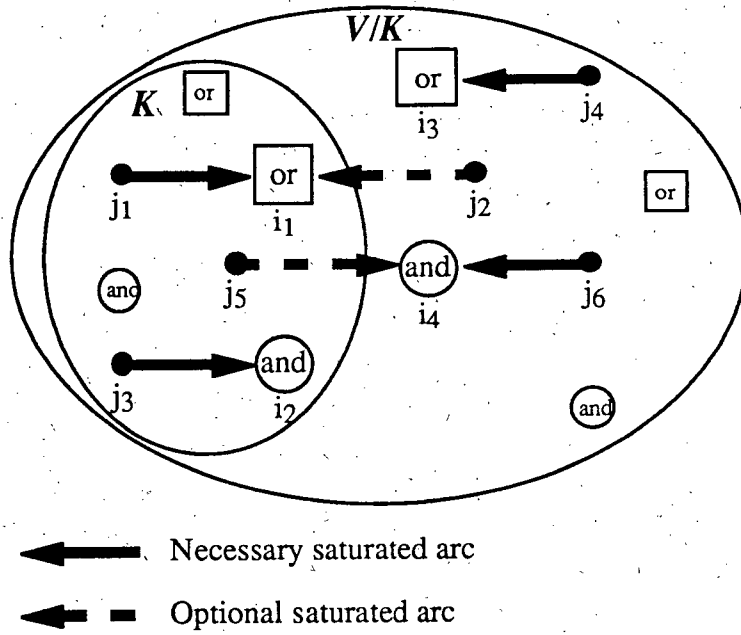 V/K
K
or
or
i3
j4
j1
or
i1
j2
or
and
j5
and
i4
j6
j3
and
i2
and
Necessary saturated arc
Optional saturated arc